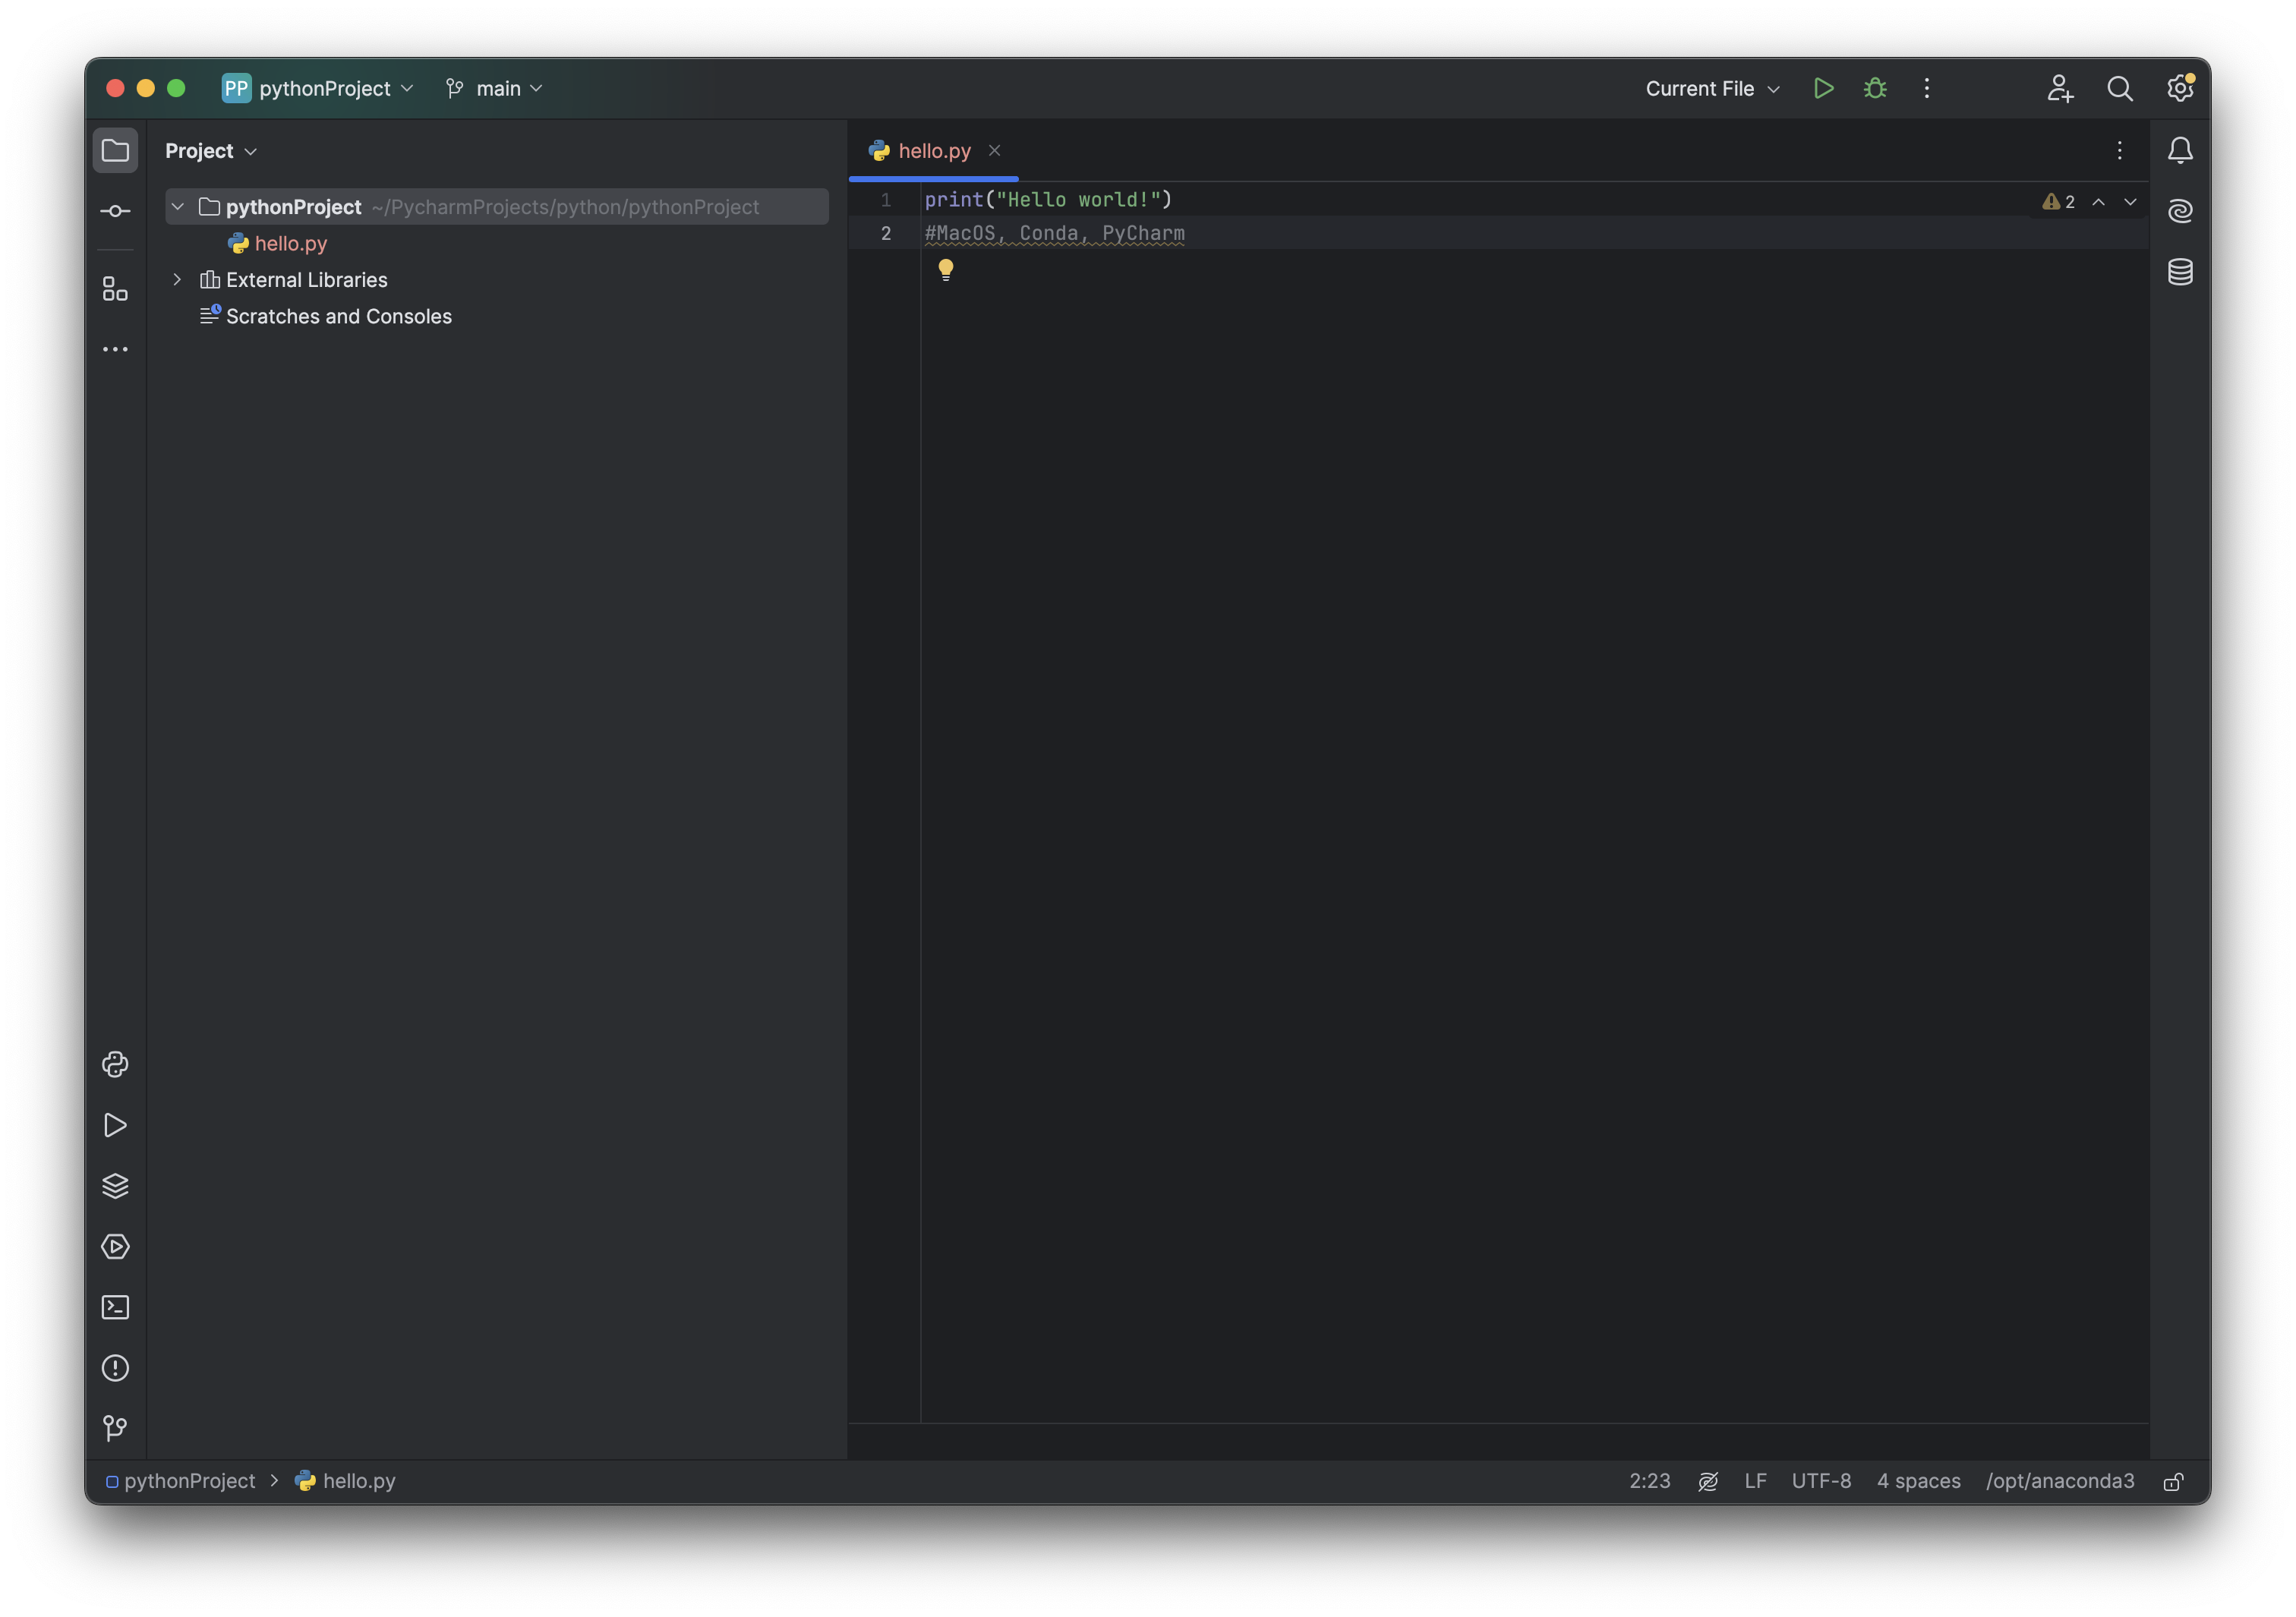 PP pythonProject main Current File
Project
pythonProject ~/PycharmProjects/python/pythonProject
hello.py
External Libraries
Scratches and Consoles
hello.py
1 print("Hello world!")
2
2 #MacOS, Conda, PyCharm
pythonProject > hello.py 2:23 LF UTF-8 4 spaces /opt/anaconda3